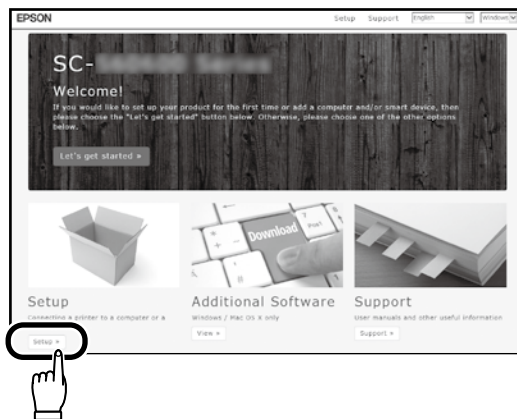 EPSON
Setup Support English Windows
SC-
Welcome!
If you would like to set up your product for the first time or add a computer and/or smart device, then
please choose the "Let's get started" button below. Otherwise, please choose one of the other options
below.
Let's get started »
Download
Setup
Additional Software
Support
Connecting a printer to a computer or a
Windows / Mac OS X only
User manuals and other useful information
Setup »
View »
Support »